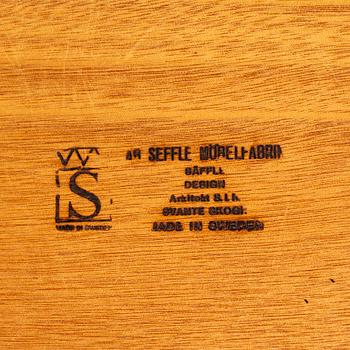 S
MADE IN SWEDEN
AB SEFFLE MÖBELFABRIK
SÄFFLE
DESIGN
Arkitekt S.I.R.
SVANTE SKOGH
MADE IN SWEDEN